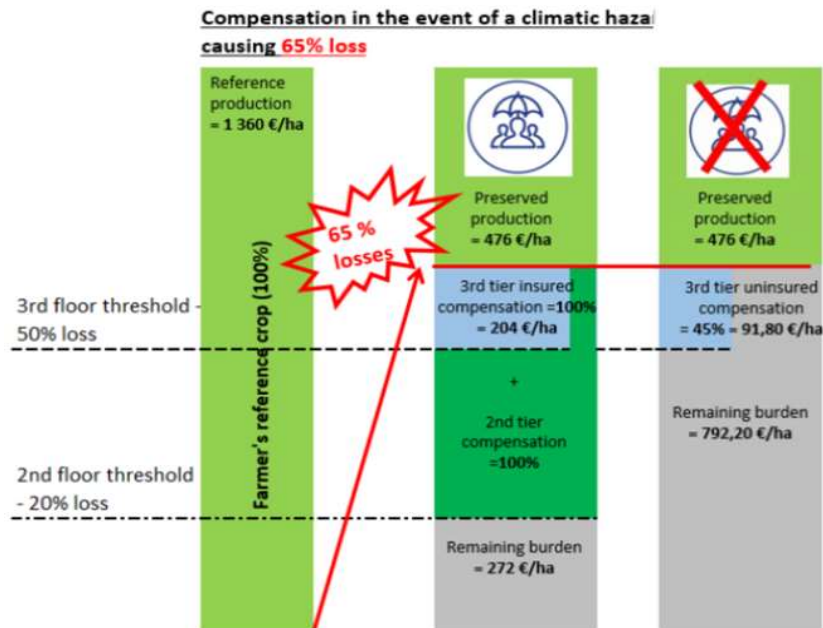 Compensation in the event of a climatic haza
causing 65% loss
Reference
production
= 1 360 €/ha
65 %
losses
Farmer's reference crop (100%)
3rd floor threshold -
50% loss
2nd floor threshold
- 20% loss
Preserved
production
= 476 €/ha
3rd tier insured
compensation =100%
= 204 €/ha
+
2nd tier
compensation
=100%
Remaining burden
= 272 €/ha
Preserved
production
= 476 €/ha
3rd tier uninsured
compensation
= 45% = 91,80 €/ha
Remaining burden
= 792,20 €/ha